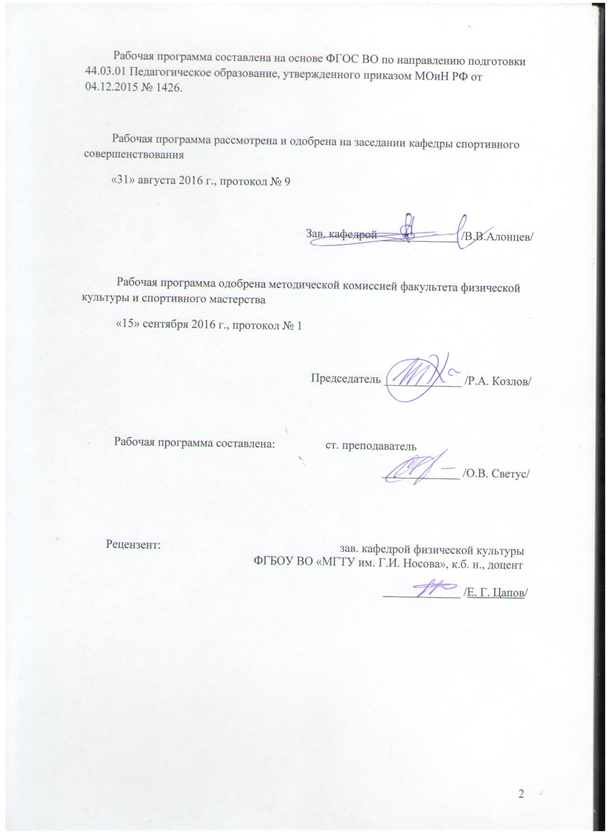 Рабочая программа составлена на основе ФГОС ВО по направлению подготовки
44.03.01 Педагогическое образование, утвержденного приказом МОиН РФ от
04.12.2015 № 1426.
Рабочая программа рассмотрена и одобрена на заседании кафедры спортивного
совершенствования
«31» августа 2016 г., протокол № 9
Зав. кафедрой ____________ /В.В.Алонцев/
Рабочая программа одобрена методической комиссией факультета физической
культуры и спортивного мастерства
«15» сентября 2016 г., протокол № 1
Председатель ____________ /Р.А. Козлов/
Рабочая программа составлена: ст. преподаватель
____________ /О.В. Светус/
Рецензент: зав. кафедрой физической культуры
ФГБОУ ВО «МГТУ им. Г.И. Носова», к.б. н., доцент
____________ /Е. Г. Цапов/
2